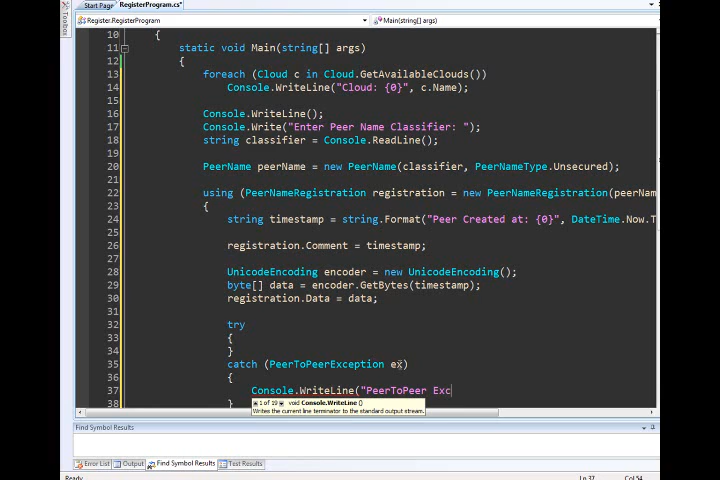 Toolbox
Start Page RegisterProgram.cs*
Register.RegisterProgram Main(string[] args)
10 {
11 static void Main(string[] args)
12 {
13 foreach (Cloud c in Cloud.GetAvailableClouds())
14 Console.WriteLine("Cloud: {0}", c.Name);
15
16 Console.WriteLine();
17 Console.Write("Enter Peer Name Classifier: ");
18 string classifier = Console.ReadLine();
19
20 PeerName peerName = new PeerName(classifier, PeerNameType.Unsecured);
21
22 using (PeerNameRegistration registration = new PeerNameRegistration(peerNam
23 {
24 string timestamp = string.Format("Peer Created at: {0}", DateTime.Now.T
25
26 registration.Comment = timestamp;
27
28 UnicodeEncoding encoder = new UnicodeEncoding();
29 byte[] data = encoder.GetBytes(timestamp);
30 registration.Data = data;
31
32 try
33 {
34 }
35 catch (PeerToPeerException ex)
36 {
37 Console.WriteLine("PeerToPeer Exc
38 }
1 of 19 void Console.WriteLine ()
Writes the current line terminator to the standard output stream.
Find Symbol Results
Error List Output Find Symbol Results Test Results
Ln 37 Col 54